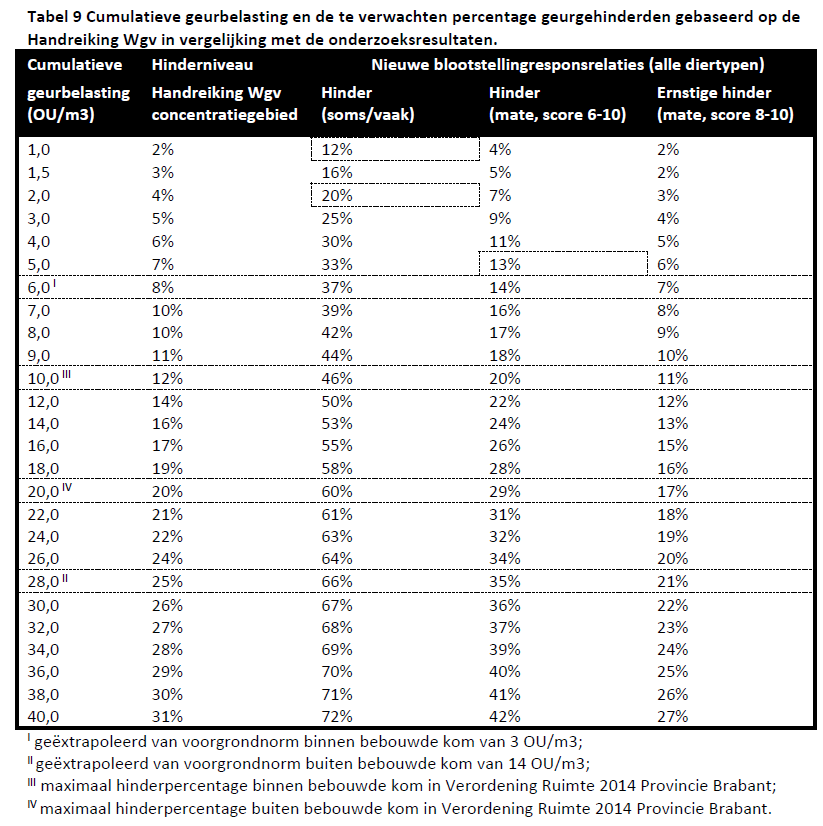 Tabel 9 Cumulatieve geurbelasting en de te verwachten percentage geurgehinderden gebaseerd op de
Handreiking Wgv in vergelijking met de onderzoeksresultaten.
Cumulatieve Hinderniveau Nieuwe blootstellingresponsrelaties (alle diertypen)
geurbelasting Handreiking Wgv Hinder Hinder Ernstige hinder
(OU/m3) concentratiegebied (soms/vaak) (mate, score 6-10) (mate, score 8-10)
1,0 2% 12% 4% 2%
1,5 3% 16% 5% 2%
2,0 4% 20% 7% 3%
3,0 5% 25% 9% 4%
4,0 6% 30% 11% 5%
5,0 7% 33% 13% 6%
6,0 I 8% 37% 14% 7%
7,0 10% 39% 16% 8%
8,0 10% 42% 17% 9%
9,0 11% 44% 18% 10%
10,0 III 12% 46% 20% 11%
12,0 14% 50% 22% 12%
14,0 16% 53% 24% 13%
16,0 17% 55% 26% 15%
18,0 19% 58% 28% 16%
20,0 IV 20% 60% 29% 17%
22,0 21% 61% 31% 18%
24,0 22% 63% 32% 19%
26,0 24% 64% 34% 20%
28,0 II 25% 66% 35% 21%
30,0 26% 67% 36% 22%
32,0 27% 68% 37% 23%
34,0 28% 69% 39% 24%
36,0 29% 70% 40% 25%
38,0 30% 71% 41% 26%
40,0 31% 72% 42% 27%
I geëxtrapoleerd van voorgrondnorm binnen bebouwde kom van 3 OU/m3;
II geëxtrapoleerd van voorgrondnorm buiten bebouwde kom van 14 OU/m3;
III maximaal hinderpercentage binnen bebouwde kom in Verordening Ruimte 2014 Provincie Brabant;
IV maximaal hinderpercentage buiten bebouwde kom in Verordening Ruimte 2014 Provincie Brabant.